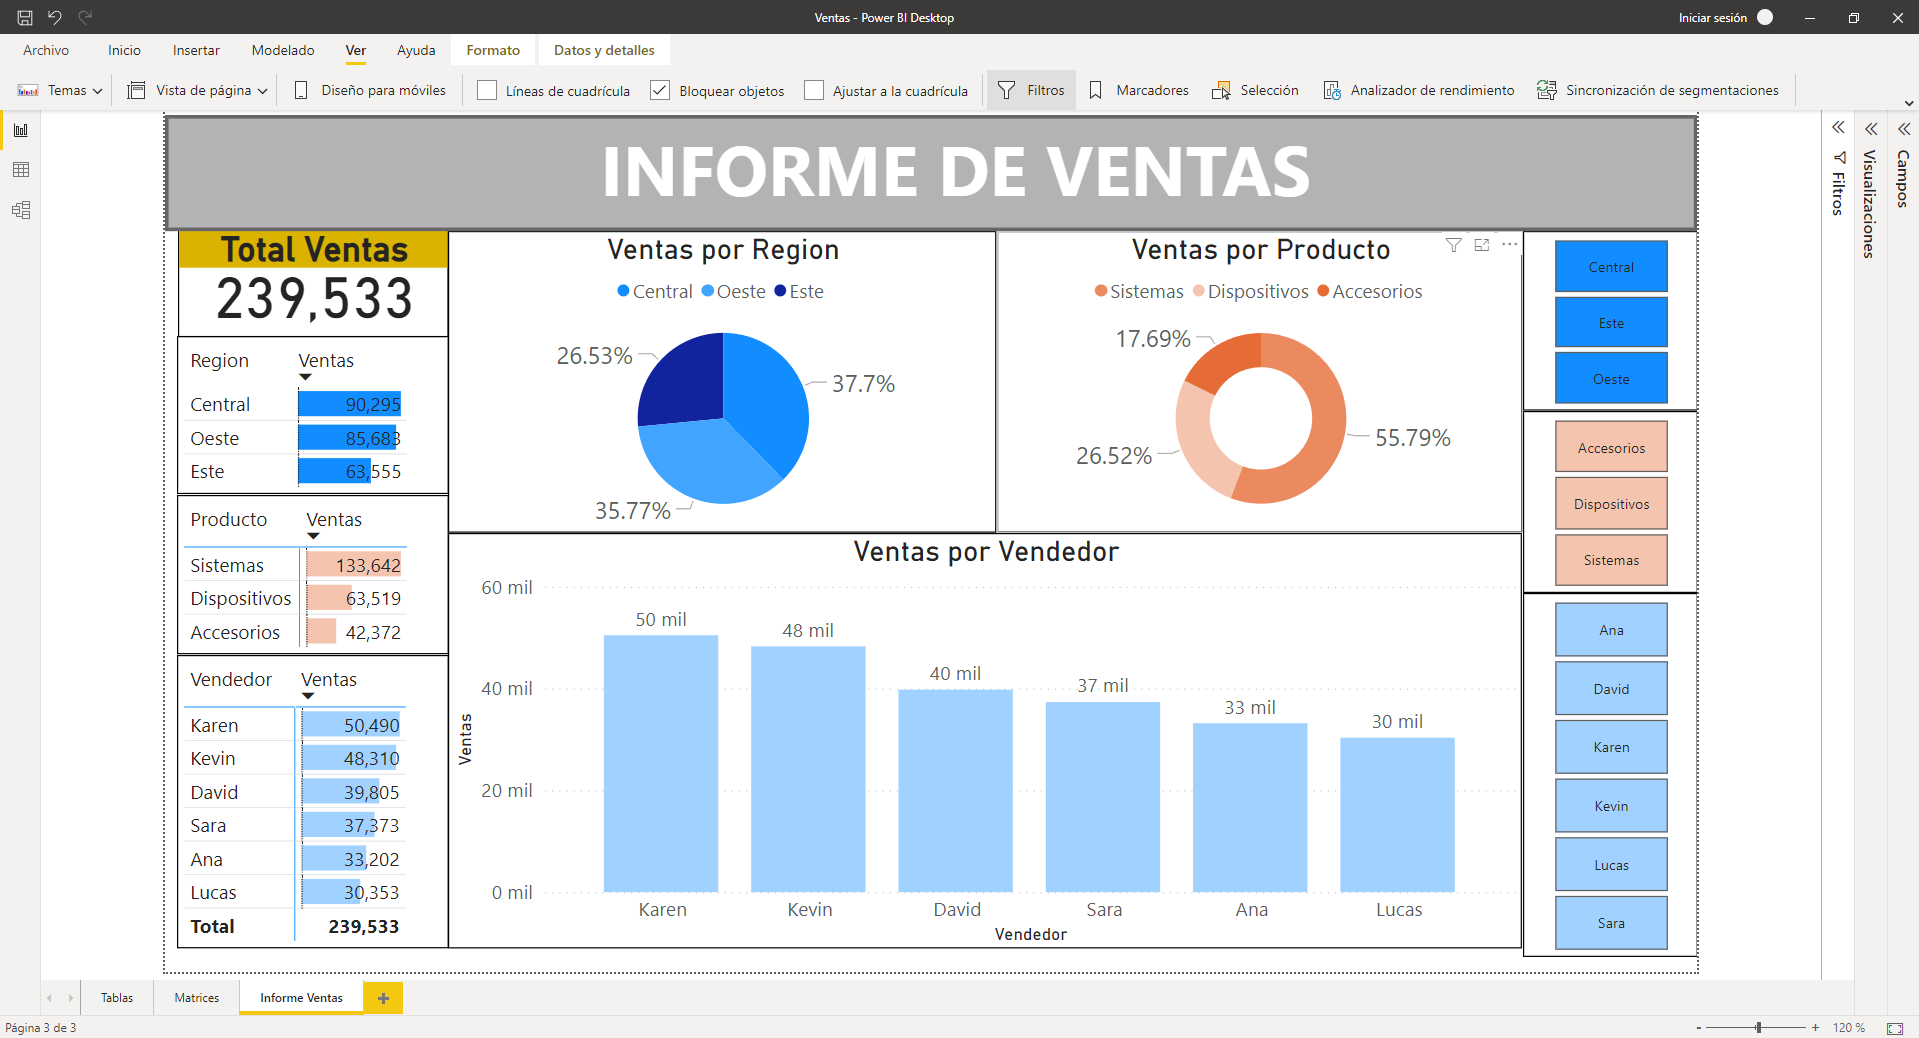 Ventas - Power BI Desktop
Iniciar sesión
Archivo Inicio Insertar Modelado Ver Ayuda Formato Datos y detalles
Temas Vista de página Diseño para móviles Líneas de cuadrícula Bloquear objetos Ajustar a la cuadrícula Filtros Marcadores Selección Analizador de rendimiento Sincronización de segmentaciones
INFORME DE VENTAS
Total Ventas
239,533
Region Ventas
Central 90,295
Oeste 85,683
Este 63,555
Producto Ventas
Sistemas 133,642
Dispositivos 63,519
Accesorios 42,372
Vendedor Ventas
Karen 50,490
Kevin 48,310
David 39,805
Sara 37,373
Ana 33,202
Lucas 30,353
Total 239,533
Ventas por Region
Central Oeste Este
26.53%
37.7%
35.77%
Ventas por Producto
Sistemas Dispositivos Accesorios
17.69%
55.79%
26.52%
Ventas por Vendedor
60 mil
40 mil
20 mil
0 mil
Ventas
50 mil
48 mil
40 mil
37 mil
33 mil
30 mil
Karen Kevin David Sara Ana Lucas
Vendedor
Central
Este
Oeste
Accesorios
Dispositivos
Sistemas
Ana
David
Karen
Kevin
Lucas
Sara
Filtros
Visualizaciones
Campos
Tablas Matrices Informe Ventas +
Página 3 de 3
- + 120 %